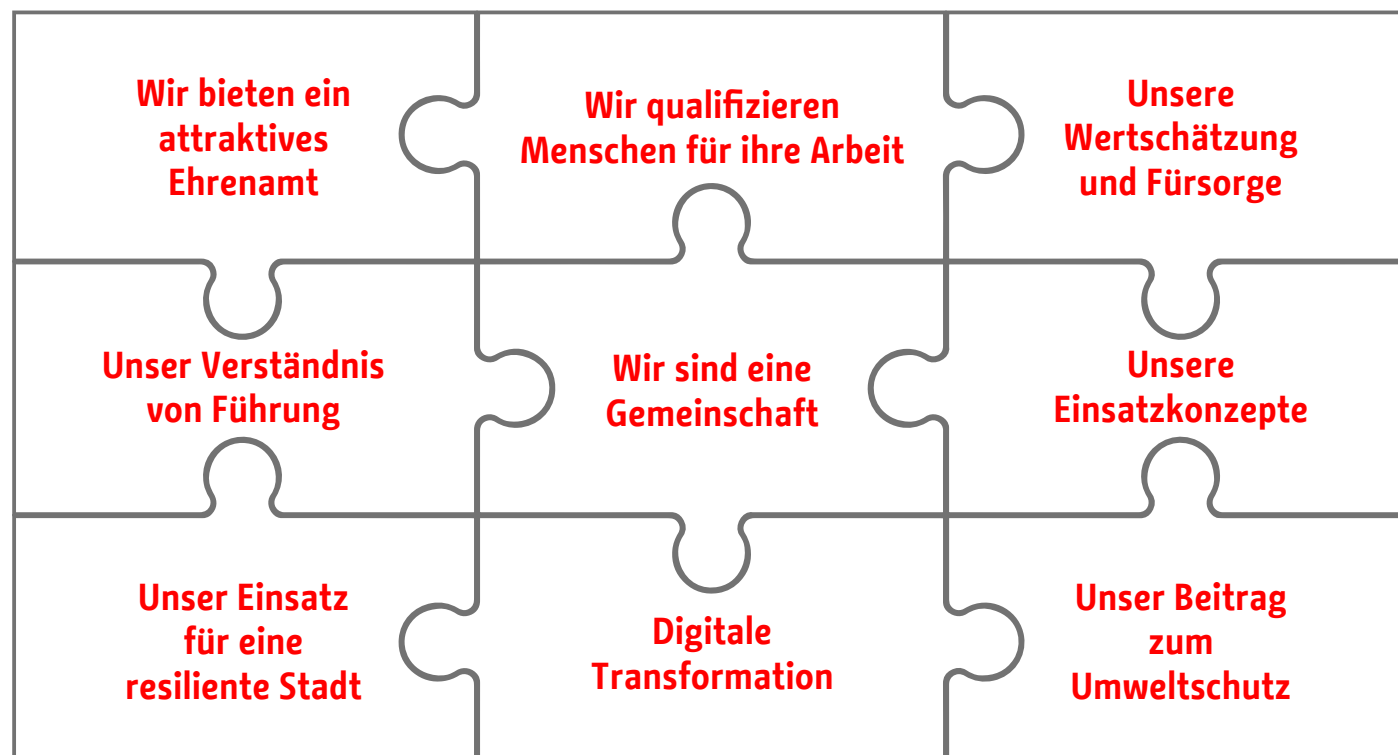 Wir bieten ein
attraktives
Ehrenamt
Wir qualifizieren
Menschen für ihre Arbeit
Unsere
Wertschätzung
und Fürsorge
Unser Verständnis
von Führung
Wir sind eine
Gemeinschaft
Unsere
Einsatzkonzepte
Unser Einsatz
für eine
resiliente Stadt
Digitale
Transformation
Unser Beitrag
zum
Umweltschutz